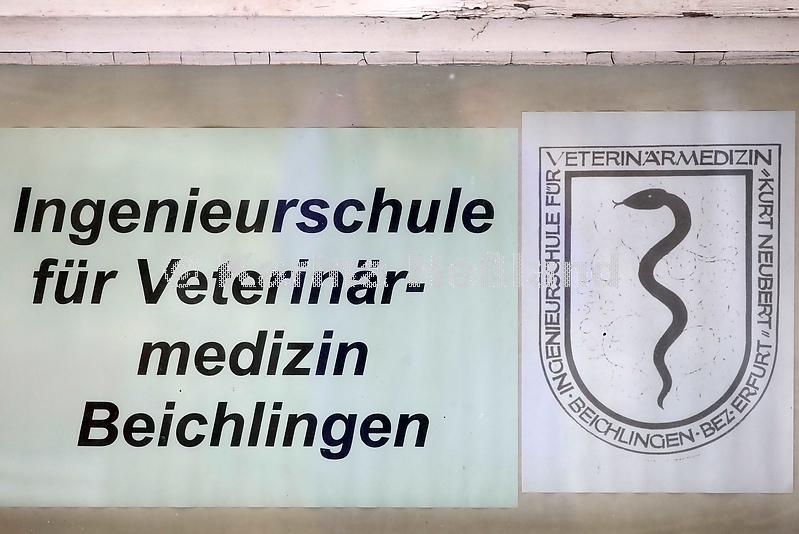 Ingenieurschule
für Veterinär-
medizin
Beichlingen
INGENIEURSCHULE FÜR VETERINÄRMEDIZIN "KURT NEUBERT"
BEICHLINGEN · BEZ· ERFURT